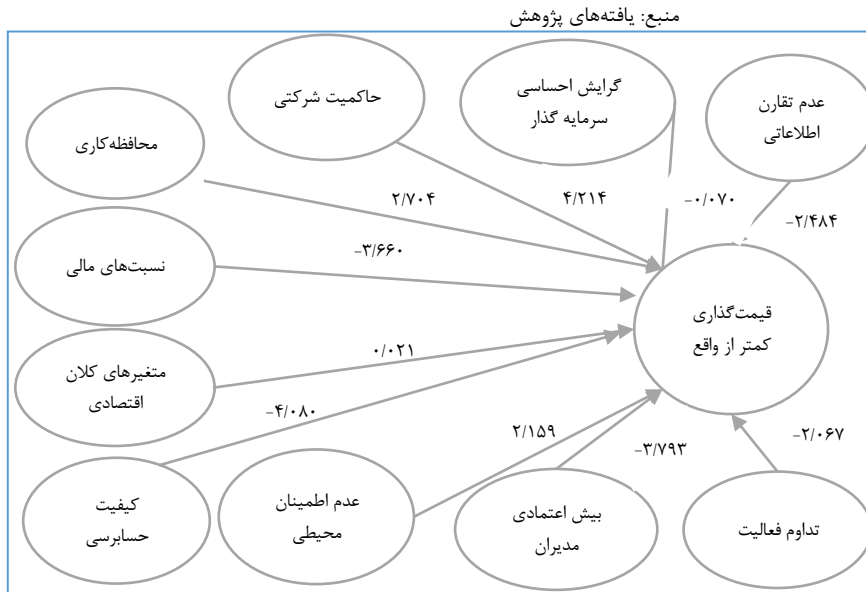 منبع: یافته‌های پژوهش
عدم تقارن
اطلاعاتی
گرایش احساسی
سرمایه گذار
حاکمیت شرکتی
محافظه‌کاری
۲/۷۰۴
۴/۲۱۴
-۰/۰۷۰
-۲/۴۸۴
نسبت‌های مالی
-۳/۶۶۰
قیمت‌گذاری
کمتر از واقع
متغیرهای کلان
اقتصادی
۰/۰۲۱
-۴/۰۸۰
۲/۱۵۹
-۳/۷۹۳
-۲/۰۶۷
کیفیت
حسابرسی
عدم اطمینان
محیطی
بیش اعتمادی
مدیران
تداوم فعالیت